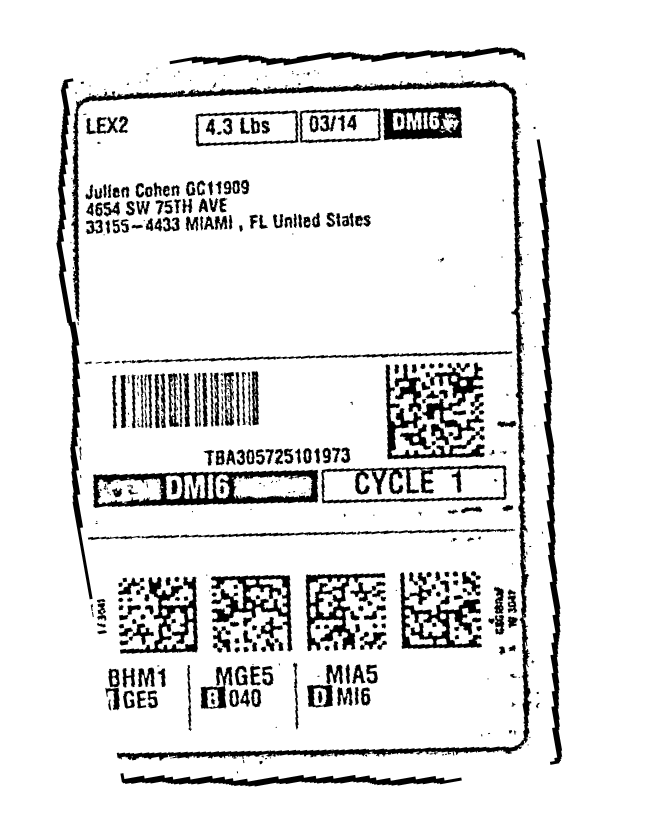 LEX2
4.3 Lbs
03/14
DMI6
Julien Cohen GC11909
4654 SW 75TH AVE
33155-4433 MIAMI , FL United States
TBA305725101973
DMI6
CYCLE 1
BHM1 MGE5 MIA5
GE5 B 040 D MI6